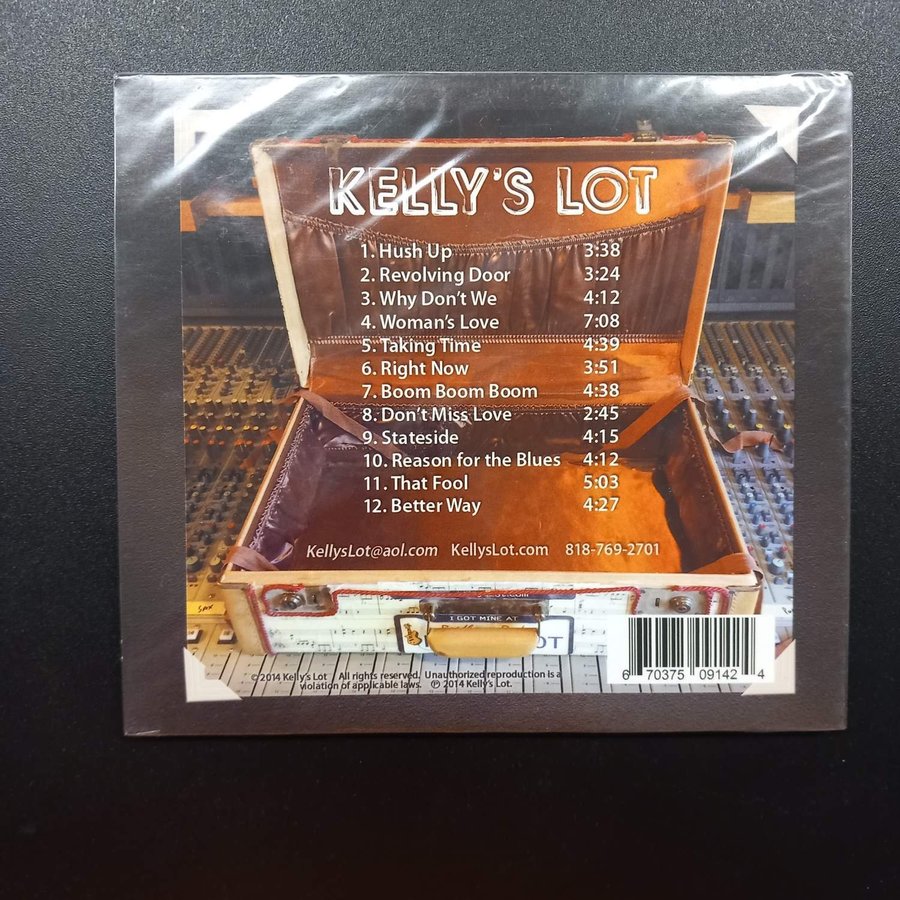 KELLY'S LOT
1. Hush Up 3:38
2. Revolving Door 3:24
3. Why Don't We 4:12
4. Woman's Love 7:08
5. Taking Time 4:39
6. Right Now 3:51
7. Boom Boom Boom 4:38
8. Don't Miss Love 2:45
9. Stateside 4:15
10. Reason for the Blues 4:12
11. That Fool 5:03
12. Better Way 4:27
KellysLot@aol.com KellysLot.com 818-769-2701
I GOT MINE AT
OT
© 2014 Kelly's Lot All rights reserved. Unauthorized reproduction is a
violation of applicable laws. ℗ 2014 Kelly's Lot.
6 70375 09142 4